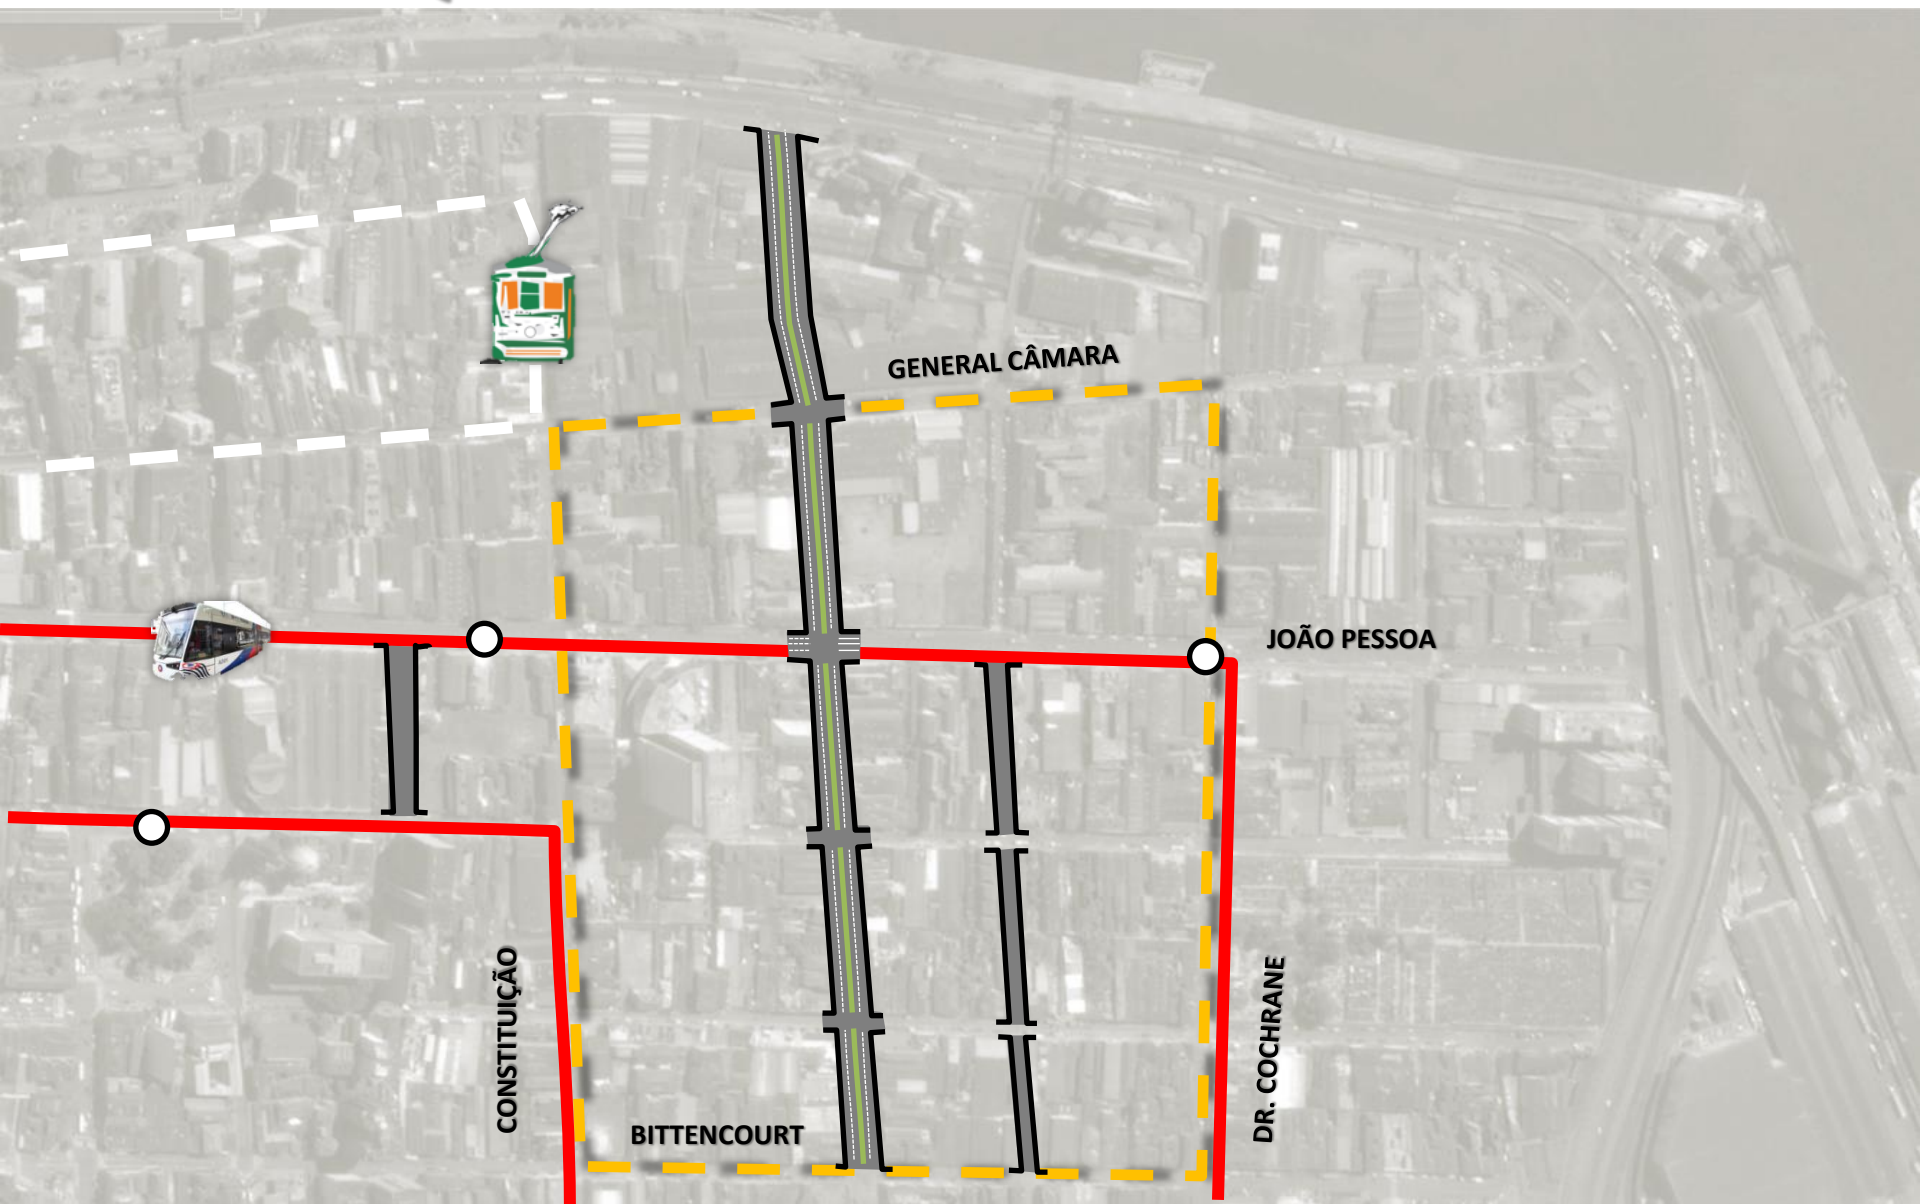 GENERAL CÂMARA
JOÃO PESSOA
CONSTITUIÇÃO
DR. COCHRANE
BITTENCOURT